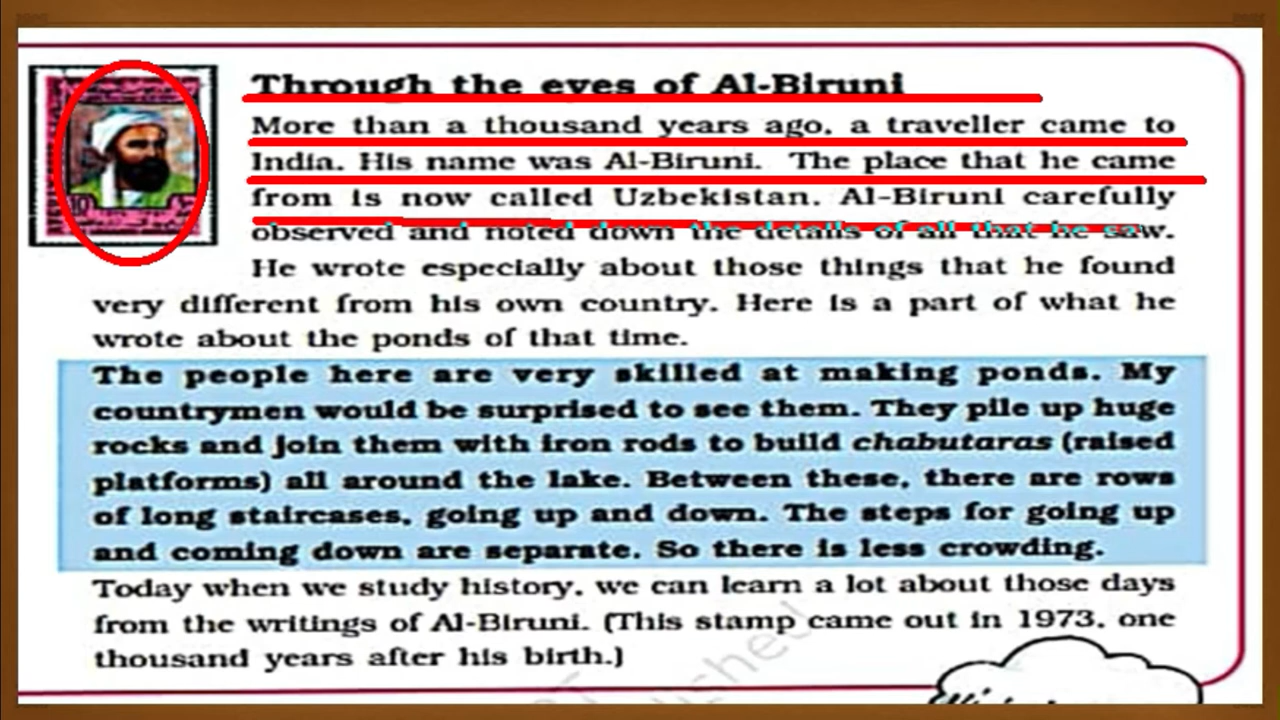 Through the eyes of Al-Biruni
More than a thousand years ago, a traveller came to
India. His name was Al-Biruni. The place that he came
from is now called Uzbekistan. Al-Biruni carefully
observed and noted down the details of all that he saw.
He wrote especially about those things that he found
very different from his own country. Here is a part of what he
wrote about the ponds of that time.
The people here are very skilled at making ponds. My
countrymen would be surprised to see them. They pile up huge
rocks and join them with iron rods to build chabutaras (raised
platforms) all around the lake. Between these, there are rows
of long staircases, going up and down. The steps for going up
and coming down are separate. So there is less crowding.
Today when we study history, we can learn a lot about those days
from the writings of Al-Biruni. (This stamp came out in 1973, one
thousand years after his birth.)